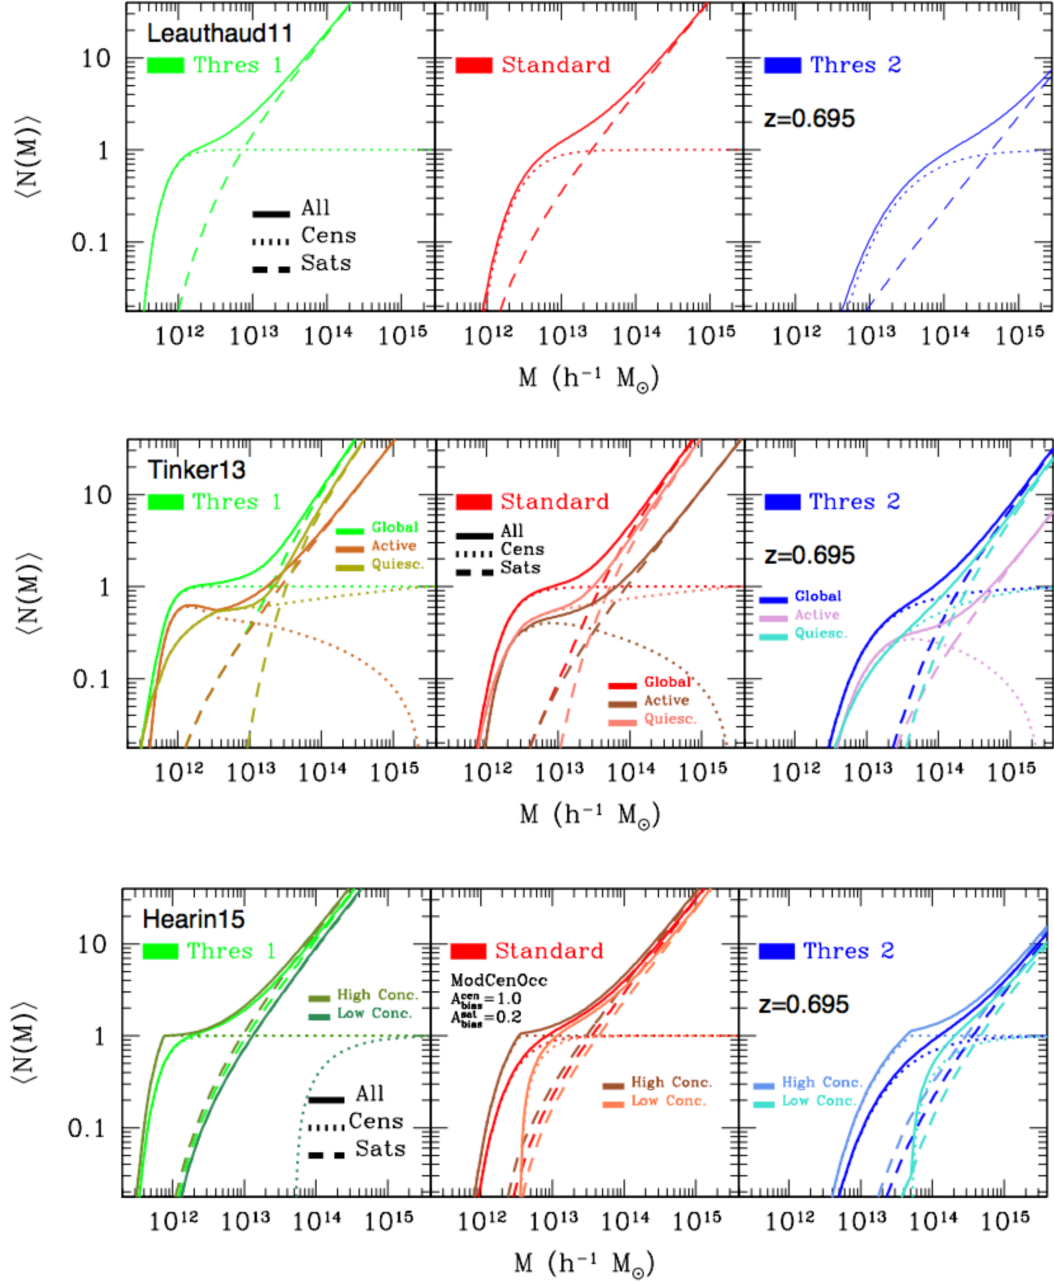 Leauthaud11
Thres 1
Standard
Thres 2
z=0.695
All
Cens
Sats
10
1
0.1
⟨N(M)⟩
10¹² 10¹³ 10¹⁴ 10¹⁵ 10¹² 10¹³ 10¹⁴ 10¹⁵ 10¹² 10¹³ 10¹⁴ 10¹⁵
M (h⁻¹ M⊙)
Tinker13
Thres 1
Global
Active
Quiesc.
Standard
All
Cens
Sats
Global
Active
Quiesc.
Thres 2
z=0.695
Global
Active
Quiesc.
10
1
0.1
⟨N(M)⟩
10¹² 10¹³ 10¹⁴ 10¹⁵ 10¹² 10¹³ 10¹⁴ 10¹⁵ 10¹² 10¹³ 10¹⁴ 10¹⁵
M (h⁻¹ M⊙)
Hearin15
Thres 1
High Conc.
Low Conc.
All
Cens
Sats
Standard
ModCenOcc
A_bias^cen=1.0
A_bias^sat=0.2
High Conc.
Low Conc.
Thres 2
z=0.695
High Conc.
Low Conc.
10
1
0.1
⟨N(M)⟩
10¹² 10¹³ 10¹⁴ 10¹⁵ 10¹² 10¹³ 10¹⁴ 10¹⁵ 10¹² 10¹³ 10¹⁴ 10¹⁵
M (h⁻¹ M⊙)